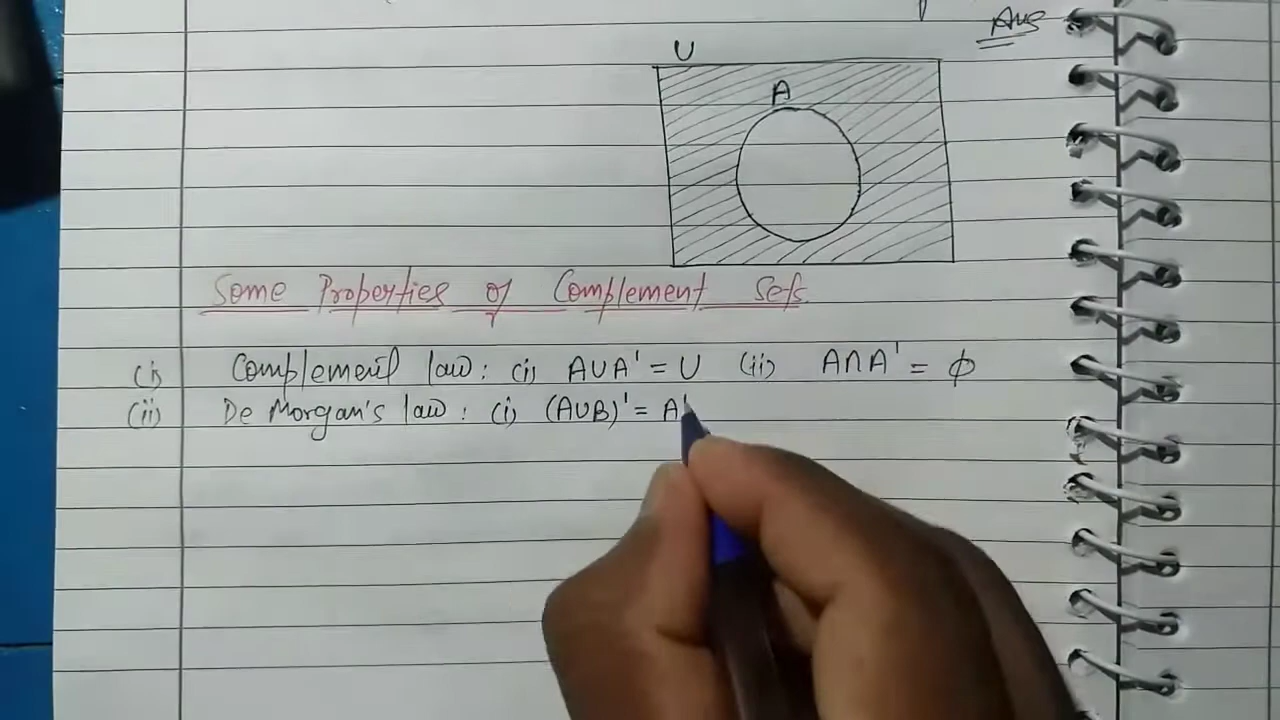 Ans
U
A
Some Properties of Complement Sets
(i) Complement law: (i) A∪A' = U (ii) A∩A' = ϕ
(ii) De Morgan's law: (i) (A∪B)' = A'